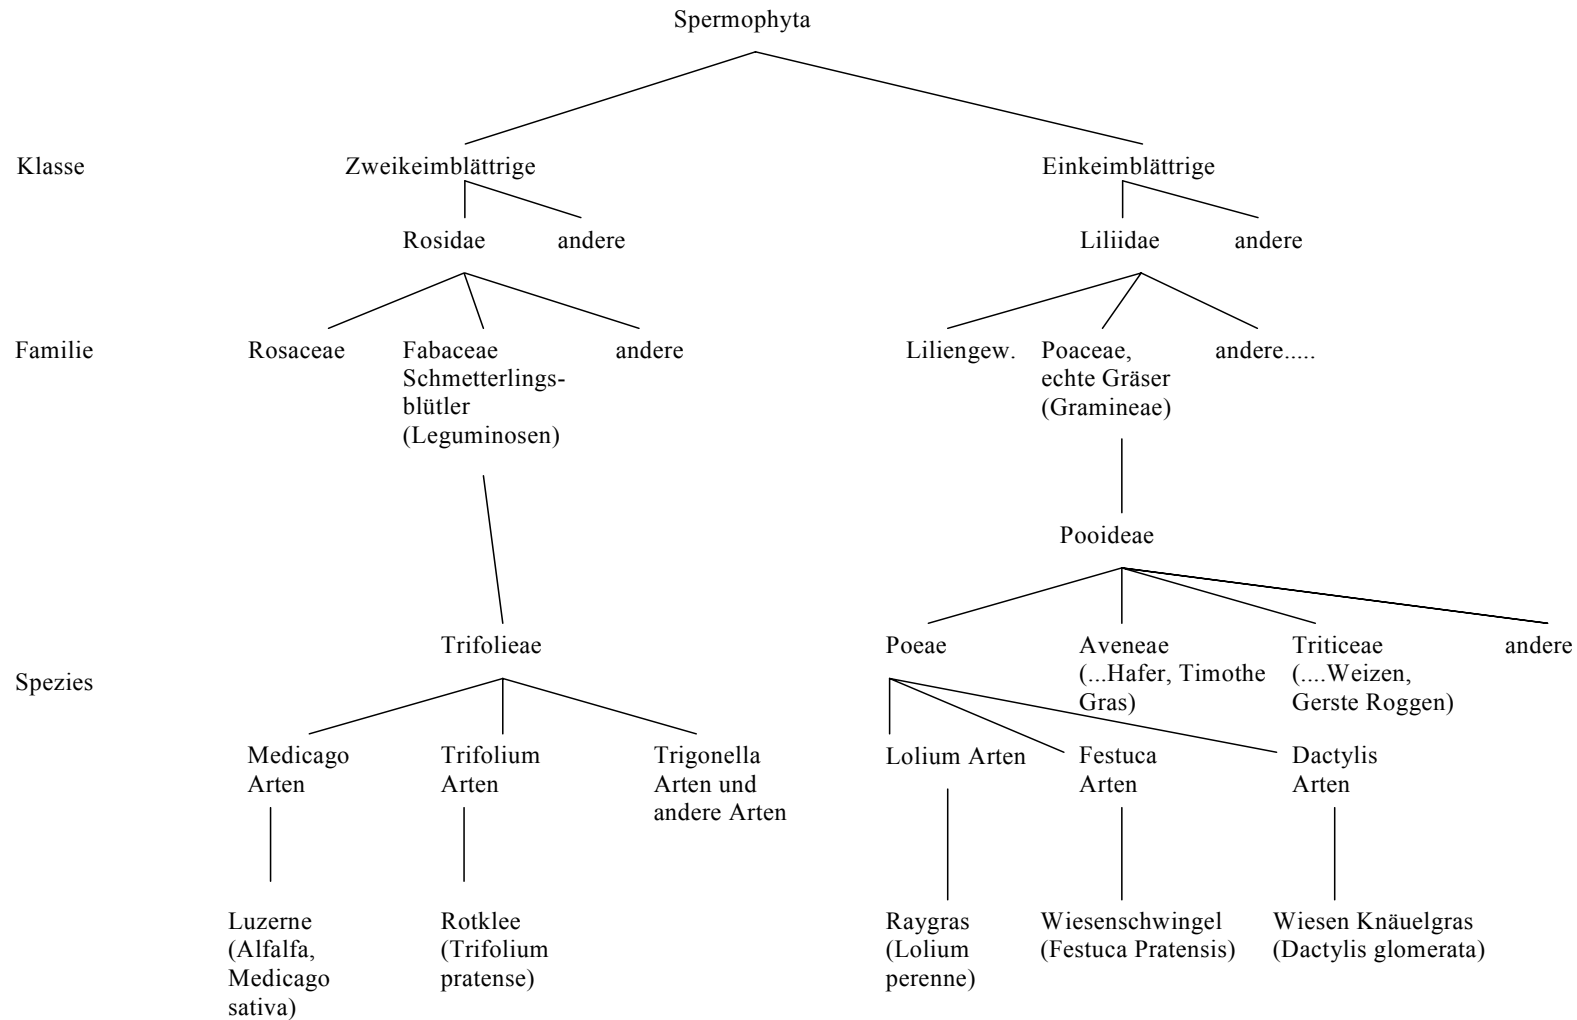 Spermophyta
Klasse
Zweikeimblättrige
Einkeimblättrige
Rosidae
andere
Liliidae
andere
Familie
Rosaceae
Fabaceae
Schmetterlings-
blütler
(Leguminosen)
andere
Liliengew.
Poaceae,
echte Gräser
(Gramineae)
andere.....
Pooideae
Trifolieae
Poeae
Aveneae
(...Hafer, Timothe
Gras)
Triticeae
(....Weizen,
Gerste Roggen)
andere
Spezies
Medicago
Arten
Trifolium
Arten
Trigonella
Arten und
andere Arten
Lolium Arten
Festuca
Arten
Dactylis
Arten
Luzerne
(Alfalfa,
Medicago
sativa)
Rotklee
(Trifolium
pratense)
Raygras
(Lolium
perenne)
Wiesenschwingel
(Festuca Pratensis)
Wiesen Knäuelgras
(Dactylis glomerata)